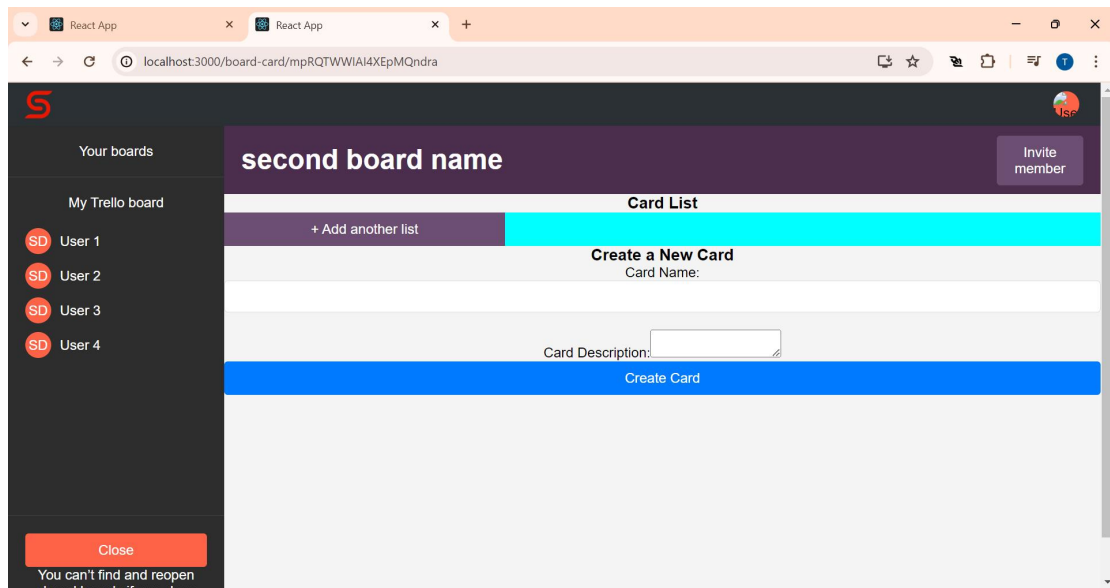 React App
React App
localhost:3000/board-card/mpRQTWWIAI4XEpMQndra
T
S
Use
Your boards
second board name
Invite
member
My Trello board
Card List
+ Add another list
SD User 1
Create a New Card
Card Name:
SD User 2
SD User 3
SD User 4
Card Description:
Create Card
Close
You can't find and reopen